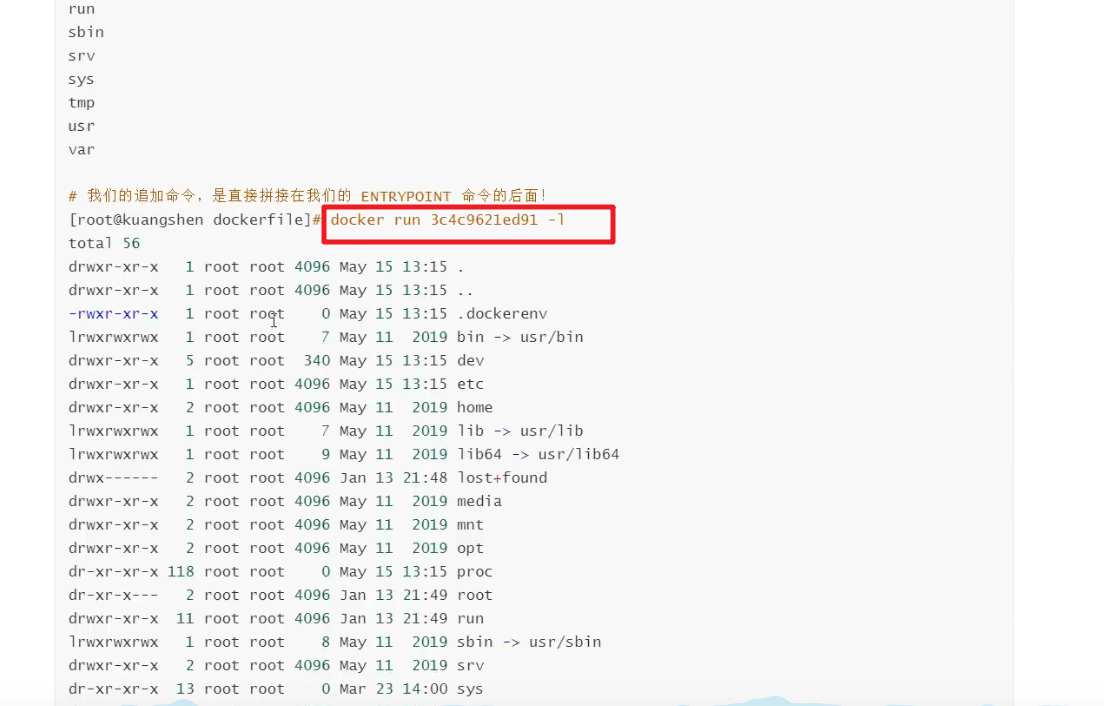 run
sbin
srv
sys
tmp
usr
var
# 我们的追加命令，是直接拼接在我们的 ENTRYPOINT 命令的后面！
[root@kuangshen dockerfile]# docker run 3c4c9621ed91 -l
total 56
drwxr-xr-x   1 root root 4096 May 15 13:15 .
drwxr-xr-x   1 root root 4096 May 15 13:15 ..
-rwxr-xr-x   1 root root    0 May 15 13:15 .dockerenv
lrwxrwxrwx   1 root root    7 May 11  2019 bin -> usr/bin
drwxr-xr-x   5 root root  340 May 15 13:15 dev
drwxr-xr-x   1 root root 4096 May 15 13:15 etc
drwxr-xr-x   2 root root 4096 May 11  2019 home
lrwxrwxrwx   1 root root    7 May 11  2019 lib -> usr/lib
lrwxrwxrwx   1 root root    9 May 11  2019 lib64 -> usr/lib64
drwx------   2 root root 4096 Jan 13 21:48 lost+found
drwxr-xr-x   2 root root 4096 May 11  2019 media
drwxr-xr-x   2 root root 4096 May 11  2019 mnt
drwxr-xr-x   2 root root 4096 May 11  2019 opt
dr-xr-xr-x 118 root root    0 May 15 13:15 proc
dr-xr-x---   2 root root 4096 Jan 13 21:49 root
drwxr-xr-x  11 root root 4096 Jan 13 21:49 run
lrwxrwxrwx   1 root root    8 May 11  2019 sbin -> usr/sbin
drwxr-xr-x   2 root root 4096 May 11  2019 srv
dr-xr-xr-x  13 root root    0 Mar 23 14:00 sys